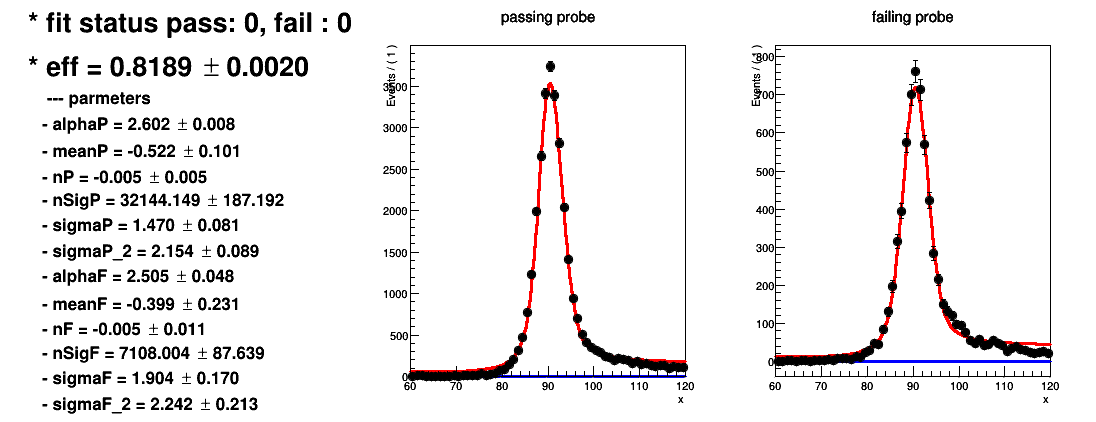 * fit status pass: 0, fail : 0
* eff = 0.8189 ± 0.0020
--- parmeters
- alphaP = 2.602 ± 0.008
- meanP = -0.522 ± 0.101
- nP = -0.005 ± 0.005
- nSigP = 32144.149 ± 187.192
- sigmaP = 1.470 ± 0.081
- sigmaP_2 = 2.154 ± 0.089
- alphaF = 2.505 ± 0.048
- meanF = -0.399 ± 0.231
- nF = -0.005 ± 0.011
- nSigF = 7108.004 ± 87.639
- sigmaF = 1.904 ± 0.170
- sigmaF_2 = 2.242 ± 0.213
passing probe
Events / ( 1 )
3500
3000
2500
2000
1500
1000
500
0
60 70 80 90 100 110 120
x
failing probe
Events / ( 1 )
800
700
600
500
400
300
200
100
0
60 70 80 90 100 110 120
x